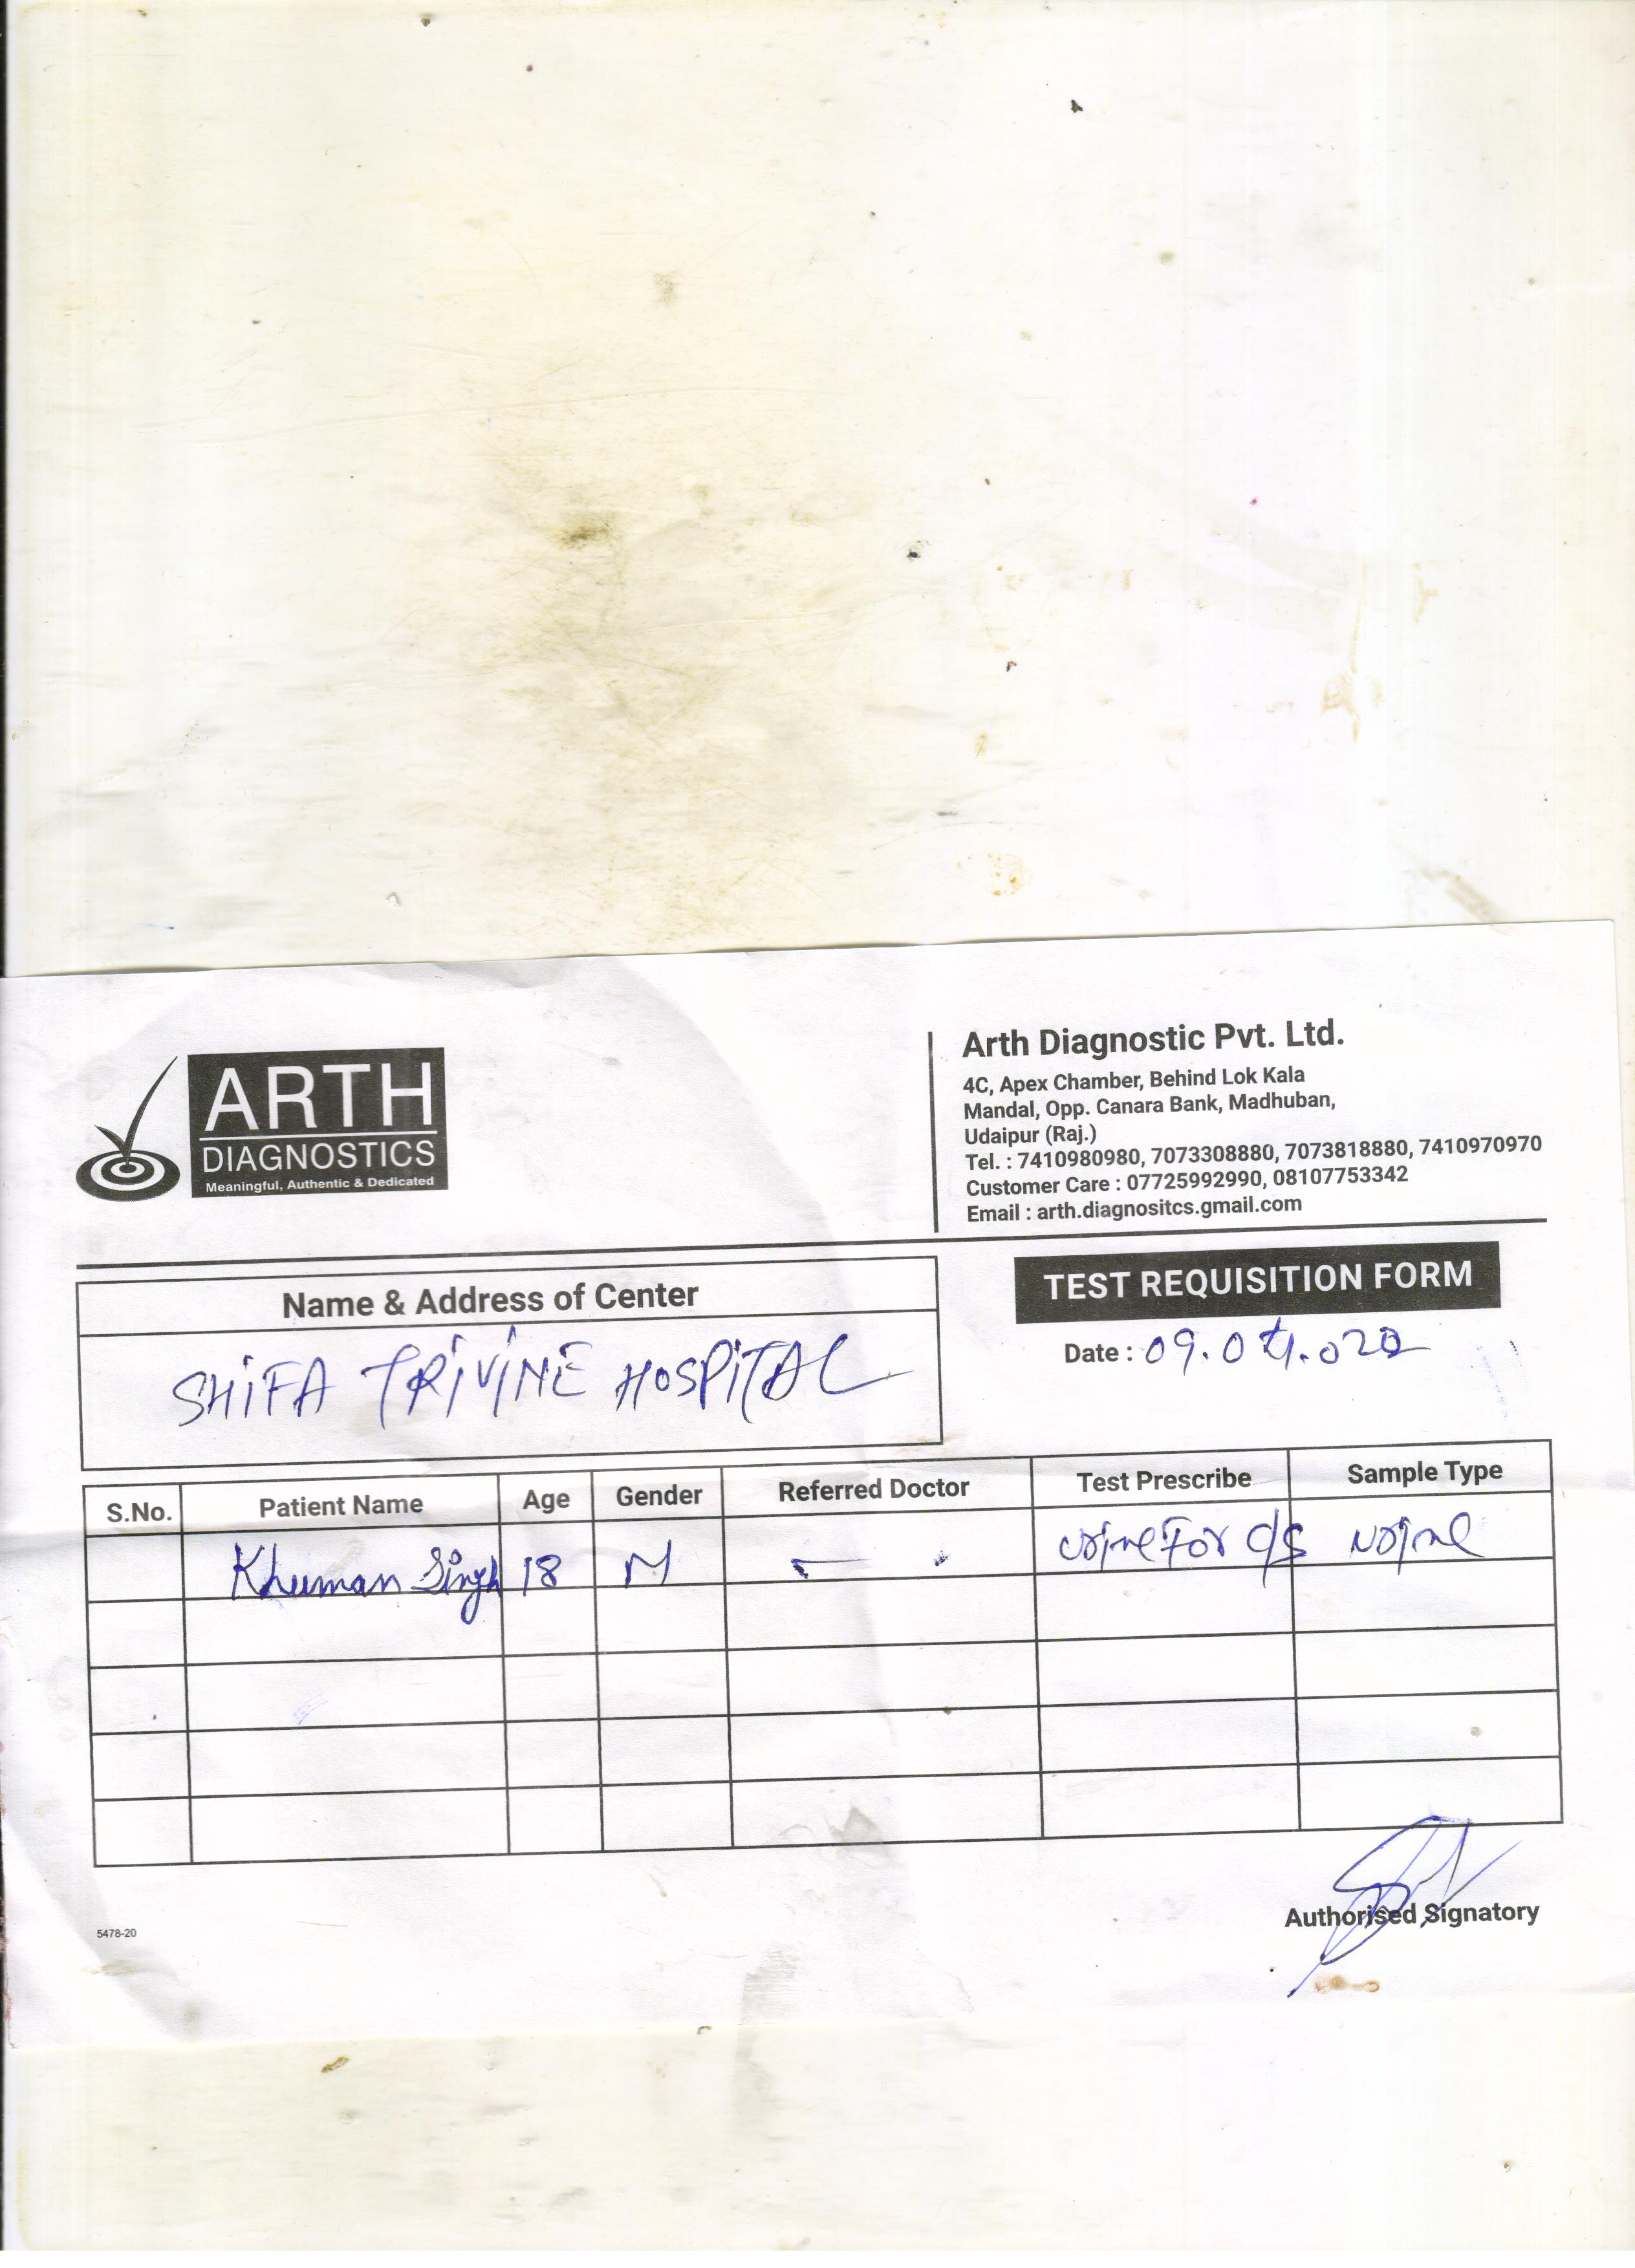 ARTH
DIAGNOSTICS
Meaningful, Authentic & Dedicated
Arth Diagnostic Pvt. Ltd.
4C, Apex Chamber, Behind Lok Kala
Mandal, Opp. Canara Bank, Madhuban,
Udaipur (Raj.)
Tel. : 7410980980, 7073308880, 7073818880, 7410970970
Customer Care : 07725992990, 08107753342
Email : arth.diagnositcs.gmail.com
Name & Address of Center
SHIFA TRIVINE HOSPITAL
TEST REQUISITION FORM
Date :
S.No. Patient Name Age Gender Referred Doctor Test Prescribe Sample Type
Khuman Singh 18 M — Urine For C/S Urine
Authorised Signatory
5478-20